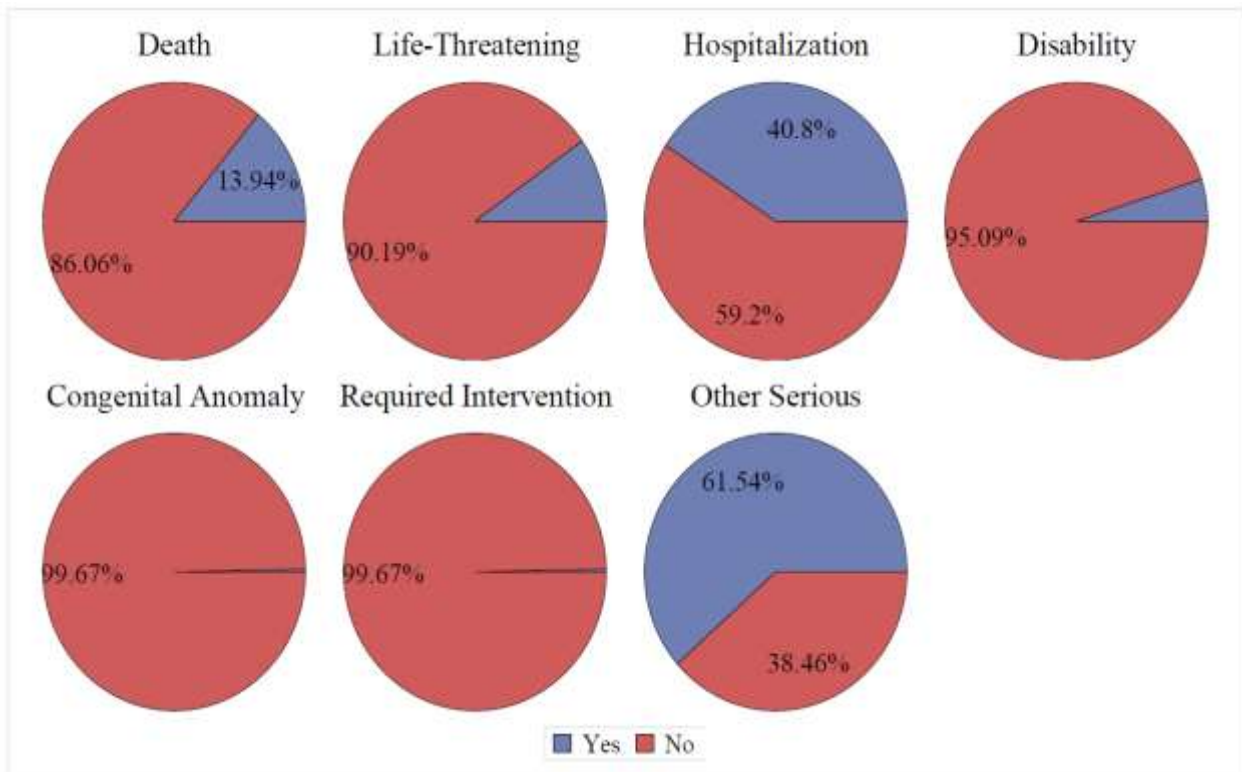 Death Life-Threatening Hospitalization Disability
40.8%
13.94%
86.06% 90.19% 95.09%
59.2%
Congenital Anomaly Required Intervention Other Serious
61.54%
99.67% 99.67%
38.46%
Yes No